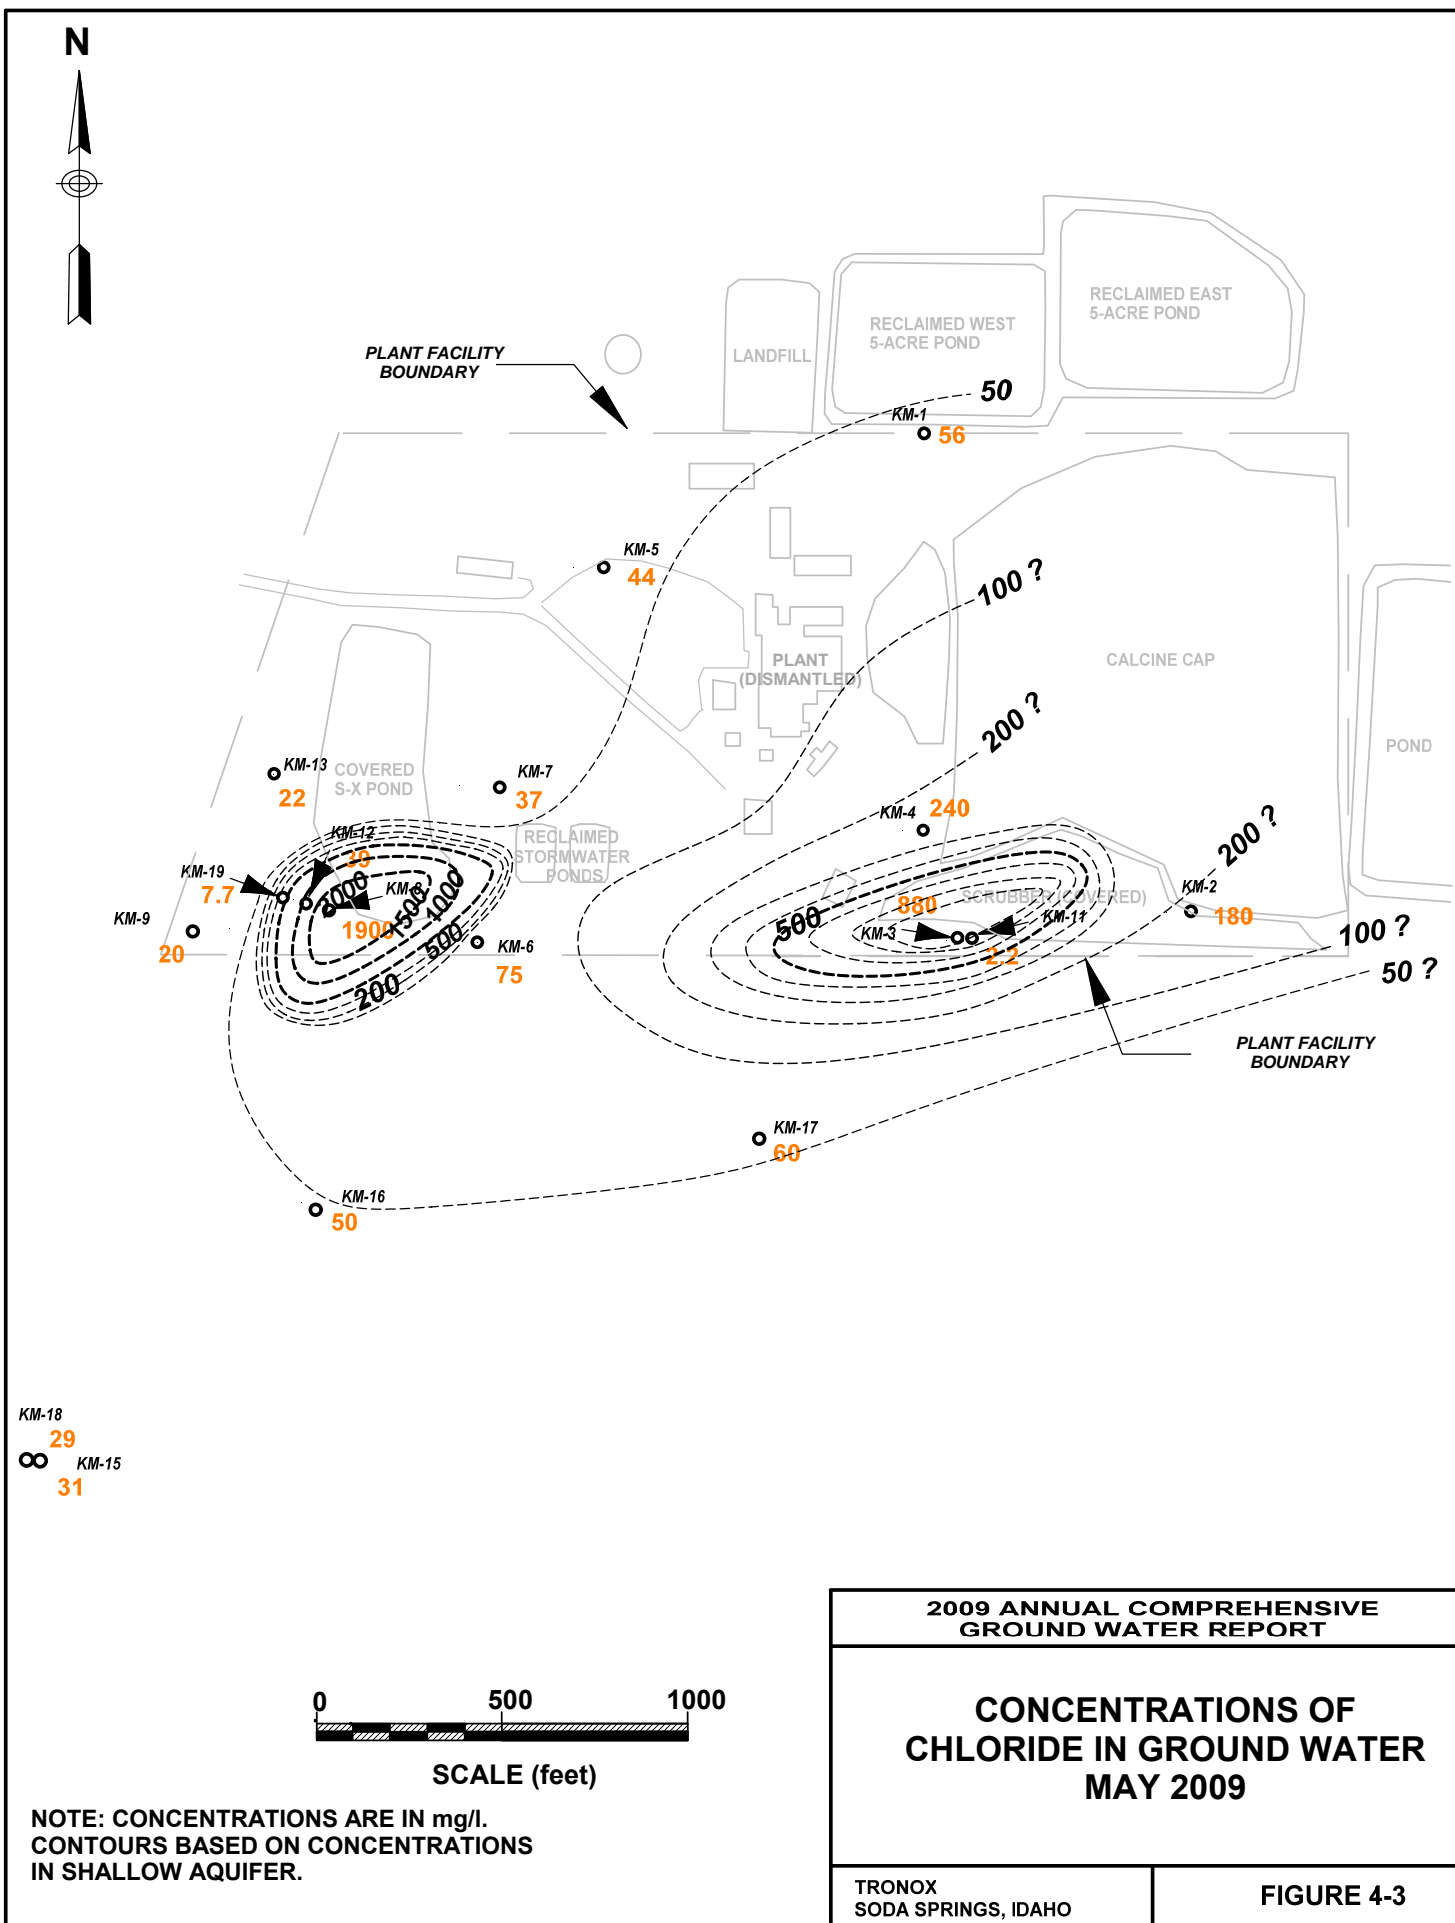 N
PLANT FACILITY
BOUNDARY
LANDFILL
RECLAIMED WEST
5-ACRE POND
RECLAIMED EAST
5-ACRE POND
50
KM-1
56
KM-5
44
100 ?
PLANT
(DISMANTLED)
CALCINE CAP
200 ?
POND
KM-13
22
COVERED
S-X POND
KM-7
37
KM-4
240
200 ?
KM-12
39
RECLAIMED
STORMWATER
PONDS
KM-19
7.7
KM-8
1900
2000
1500
1000
500
200
KM-9
20
KM-6
75
500
880
KM-3
SCRUBBER (COVERED)
KM-11
2.2
KM-2
180
100 ?
50 ?
PLANT FACILITY
BOUNDARY
KM-17
60
KM-16
50
KM-18
29
KM-15
31
0 500 1000
SCALE (feet)
NOTE: CONCENTRATIONS ARE IN mg/l.
CONTOURS BASED ON CONCENTRATIONS
IN SHALLOW AQUIFER.
2009 ANNUAL COMPREHENSIVE
GROUND WATER REPORT
CONCENTRATIONS OF
CHLORIDE IN GROUND WATER
MAY 2009
TRONOX
SODA SPRINGS, IDAHO
FIGURE 4-3